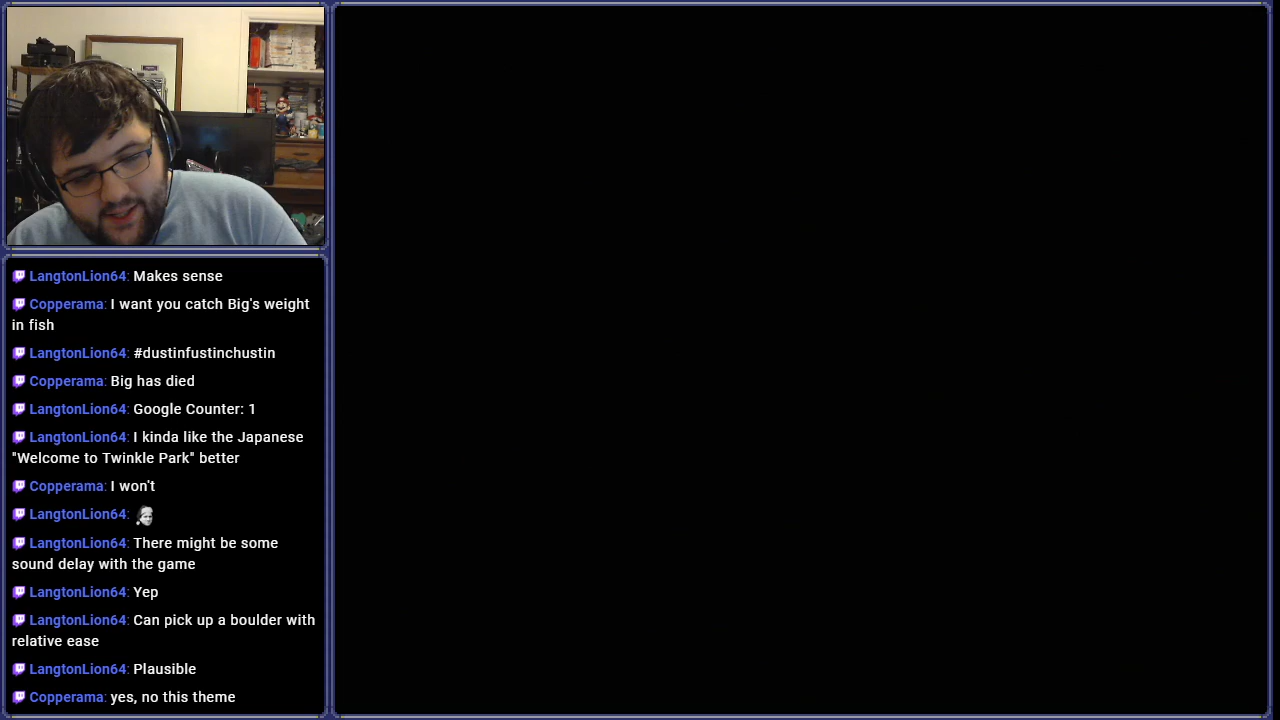 LangtonLion64: Makes sense
Copperama: I want you catch Big's weight
in fish
LangtonLion64: #dustinfustinchustin
Copperama: Big has died
LangtonLion64: Google Counter: 1
LangtonLion64: I kinda like the Japanese
"Welcome to Twinkle Park" better
Copperama: I won't
LangtonLion64:
LangtonLion64: There might be some
sound delay with the game
LangtonLion64: Yep
LangtonLion64: Can pick up a boulder with
relative ease
LangtonLion64: Plausible
Copperama: yes, no this theme